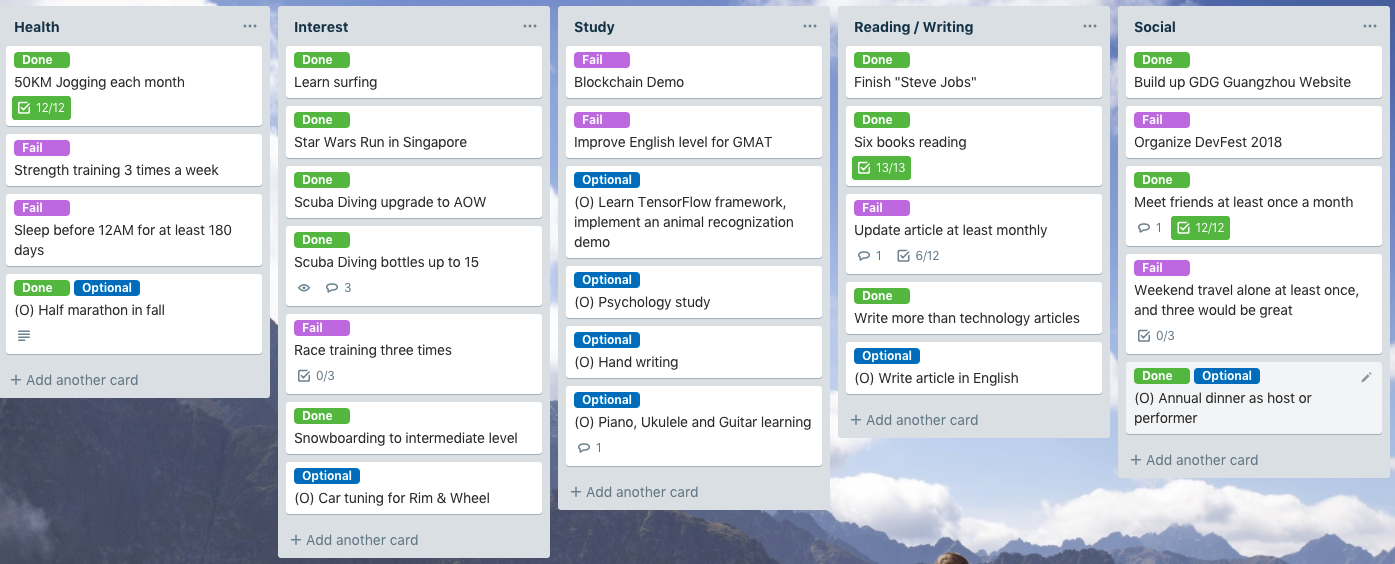 Health
Done
50KM Jogging each month
12/12
Fail
Strength training 3 times a week
Fail
Sleep before 12AM for at least 180
days
Done Optional
(O) Half marathon in fall
+ Add another card
Interest
Done
Learn surfing
Done
Star Wars Run in Singapore
Done
Scuba Diving upgrade to AOW
Done
Scuba Diving bottles up to 15
3
Fail
Race training three times
0/3
Done
Snowboarding to intermediate level
Optional
(O) Car tuning for Rim & Wheel
+ Add another card
Study
Fail
Blockchain Demo
Fail
Improve English level for GMAT
Optional
(O) Learn TensorFlow framework,
implement an animal recognization
demo
Optional
(O) Psychology study
Optional
(O) Hand writing
Optional
(O) Piano, Ukulele and Guitar learning
1
+ Add another card
Reading / Writing
Done
Finish "Steve Jobs"
Done
Six books reading
13/13
Fail
Update article at least monthly
1 6/12
Done
Write more than technology articles
Optional
(O) Write article in English
+ Add another card
Social
Done
Build up GDG Guangzhou Website
Fail
Organize DevFest 2018
Done
Meet friends at least once a month
1 12/12
Fail
Weekend travel alone at least once,
and three would be great
0/3
Done Optional
(O) Annual dinner as host or
performer
+ Add another card